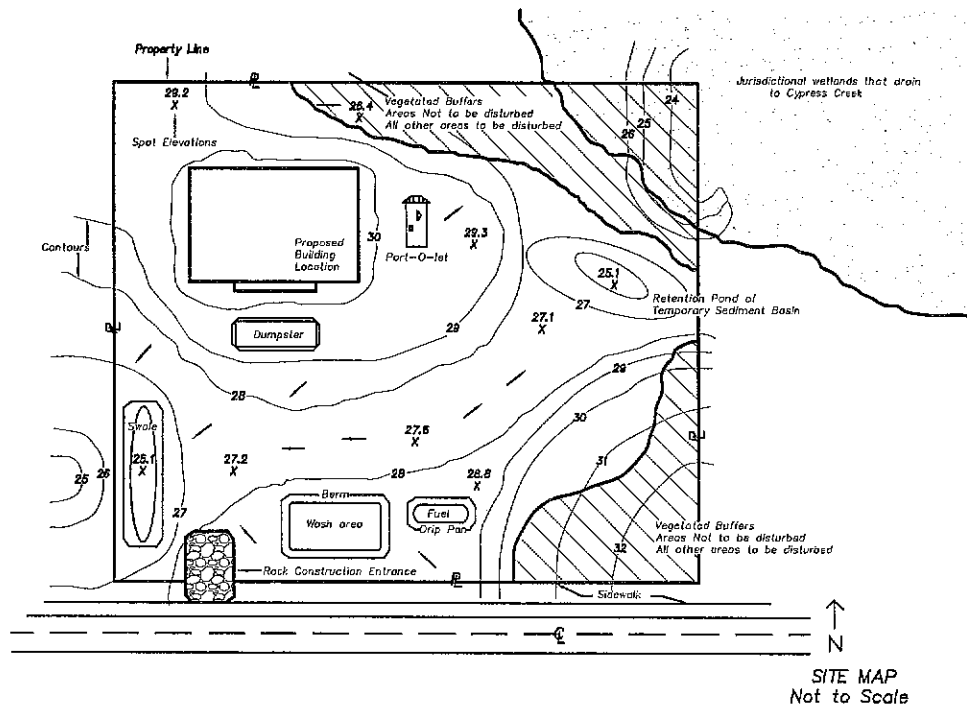 Property Line
P
29.2
X
Spot Elevations
26.4
X
Vegetated Buffers
Areas Not to be disturbed
All other areas to be disturbed
24
25
26
Jurisdictional wetlands that drain
to Cypress Creek
Contours
Proposed
Building
Location
30
Port-O-let
29.3
X
25.1
X
27
Retention Pond of
Temporary Sediment Basin
27.1
X
29
Dumpster
28
29
30
31
32
Swale
25.1
X
25
26
27
27.2
X
27.6
X
28
28.8
X
Berm
Wash area
Fuel
Drip Pan
Rock Construction Entrance
Vegetated Buffers
Areas Not to be disturbed
All other areas to be disturbed
Sidewalk
N
SITE MAP
Not to Scale